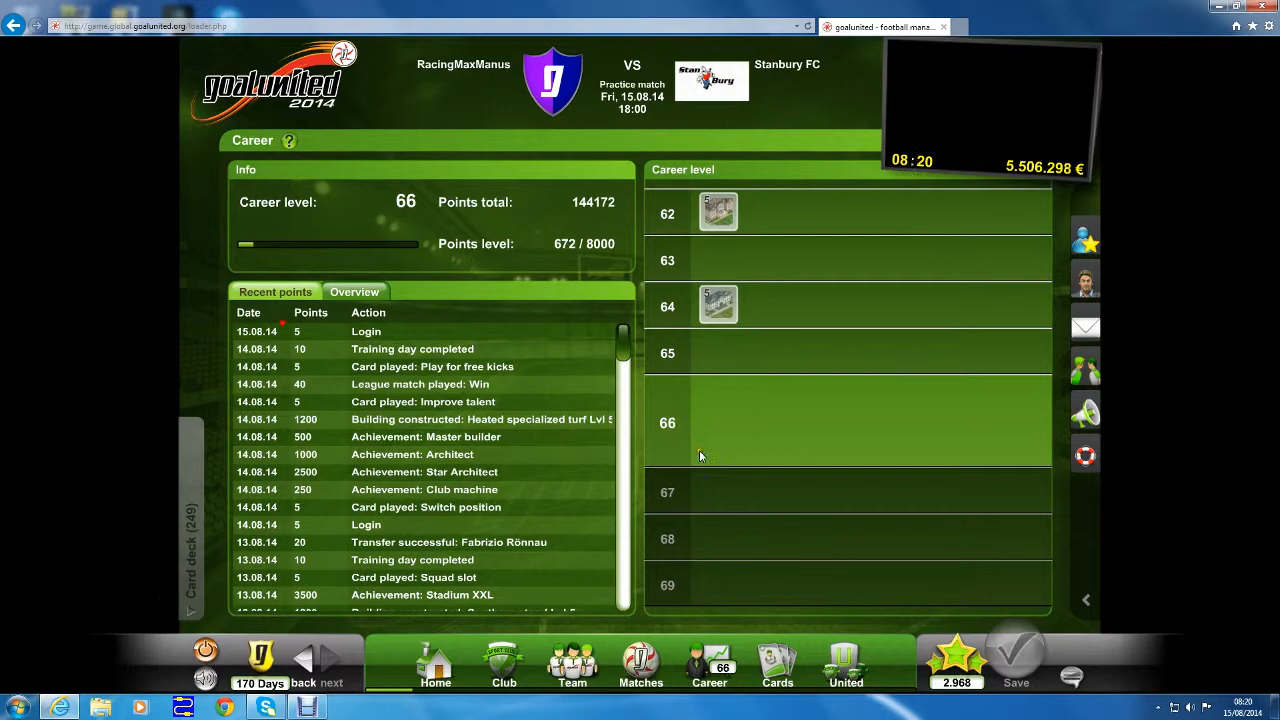 http://game.global.goalunited.org/loader.php
goalunited - football mana...
goalunited
2014
RacingMaxManus
g
VS
Practice match
Fri, 15.08.14
18:00
Stan Bury
Stanbury FC
08:20
5.506.298 €
Career ?
Info
Career level:
66
Points total:
144172
Points level:
672 / 8000
Recent points
Overview
Date Points Action
15.08.14 5 Login
14.08.14 10 Training day completed
14.08.14 5 Card played: Play for free kicks
14.08.14 40 League match played: Win
14.08.14 5 Card played: Improve talent
14.08.14 1200 Building constructed: Heated specialized turf Lvl 5
14.08.14 500 Achievement: Master builder
14.08.14 1000 Achievement: Architect
14.08.14 2500 Achievement: Star Architect
14.08.14 250 Achievement: Club machine
14.08.14 5 Card played: Switch position
14.08.14 5 Login
13.08.14 20 Transfer successful: Fabrizio Rönnau
13.08.14 10 Training day completed
13.08.14 5 Card played: Squad slot
13.08.14 3500 Achievement: Stadium XXL
Career level
62
5
63
64
5
65
66
67
68
69
Card deck (249)
g
170 Days
back
next
Home
SPORT CLUB
Club
Team
Matches
66
Career
Cards
U
United
2.968
Save
08:20
15/08/2014